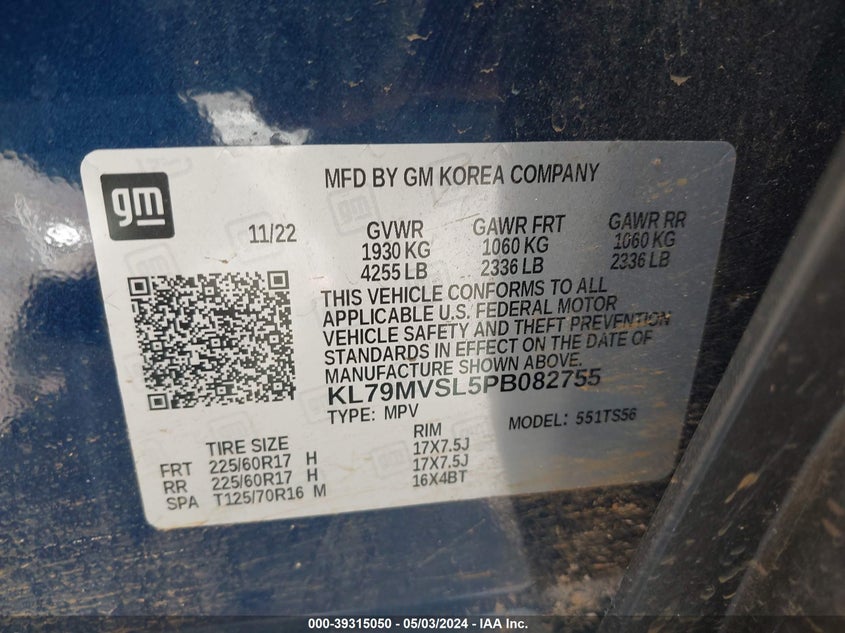 gm
MFD BY GM KOREA COMPANY
11/22
GVWR
1930 KG
4255 LB
GAWR FRT
1060 KG
2336 LB
GAWR RR
1060 KG
2336 LB
THIS VEHICLE CONFORMS TO ALL
APPLICABLE U.S. FEDERAL MOTOR
VEHICLE SAFETY AND THEFT PREVENTION
STANDARDS IN EFFECT ON THE DATE OF
MANUFACTURE SHOWN ABOVE.
KL79MVSL5PB082755
TYPE: MPV
MODEL: 551TS56
TIRE SIZE
RIM
FRT 225/60R17 H 17X7.5J
RR 225/60R17 H 17X7.5J
SPA T125/70R16 M 16X4BT
000-39315050 - 05/03/2024 - IAA Inc.